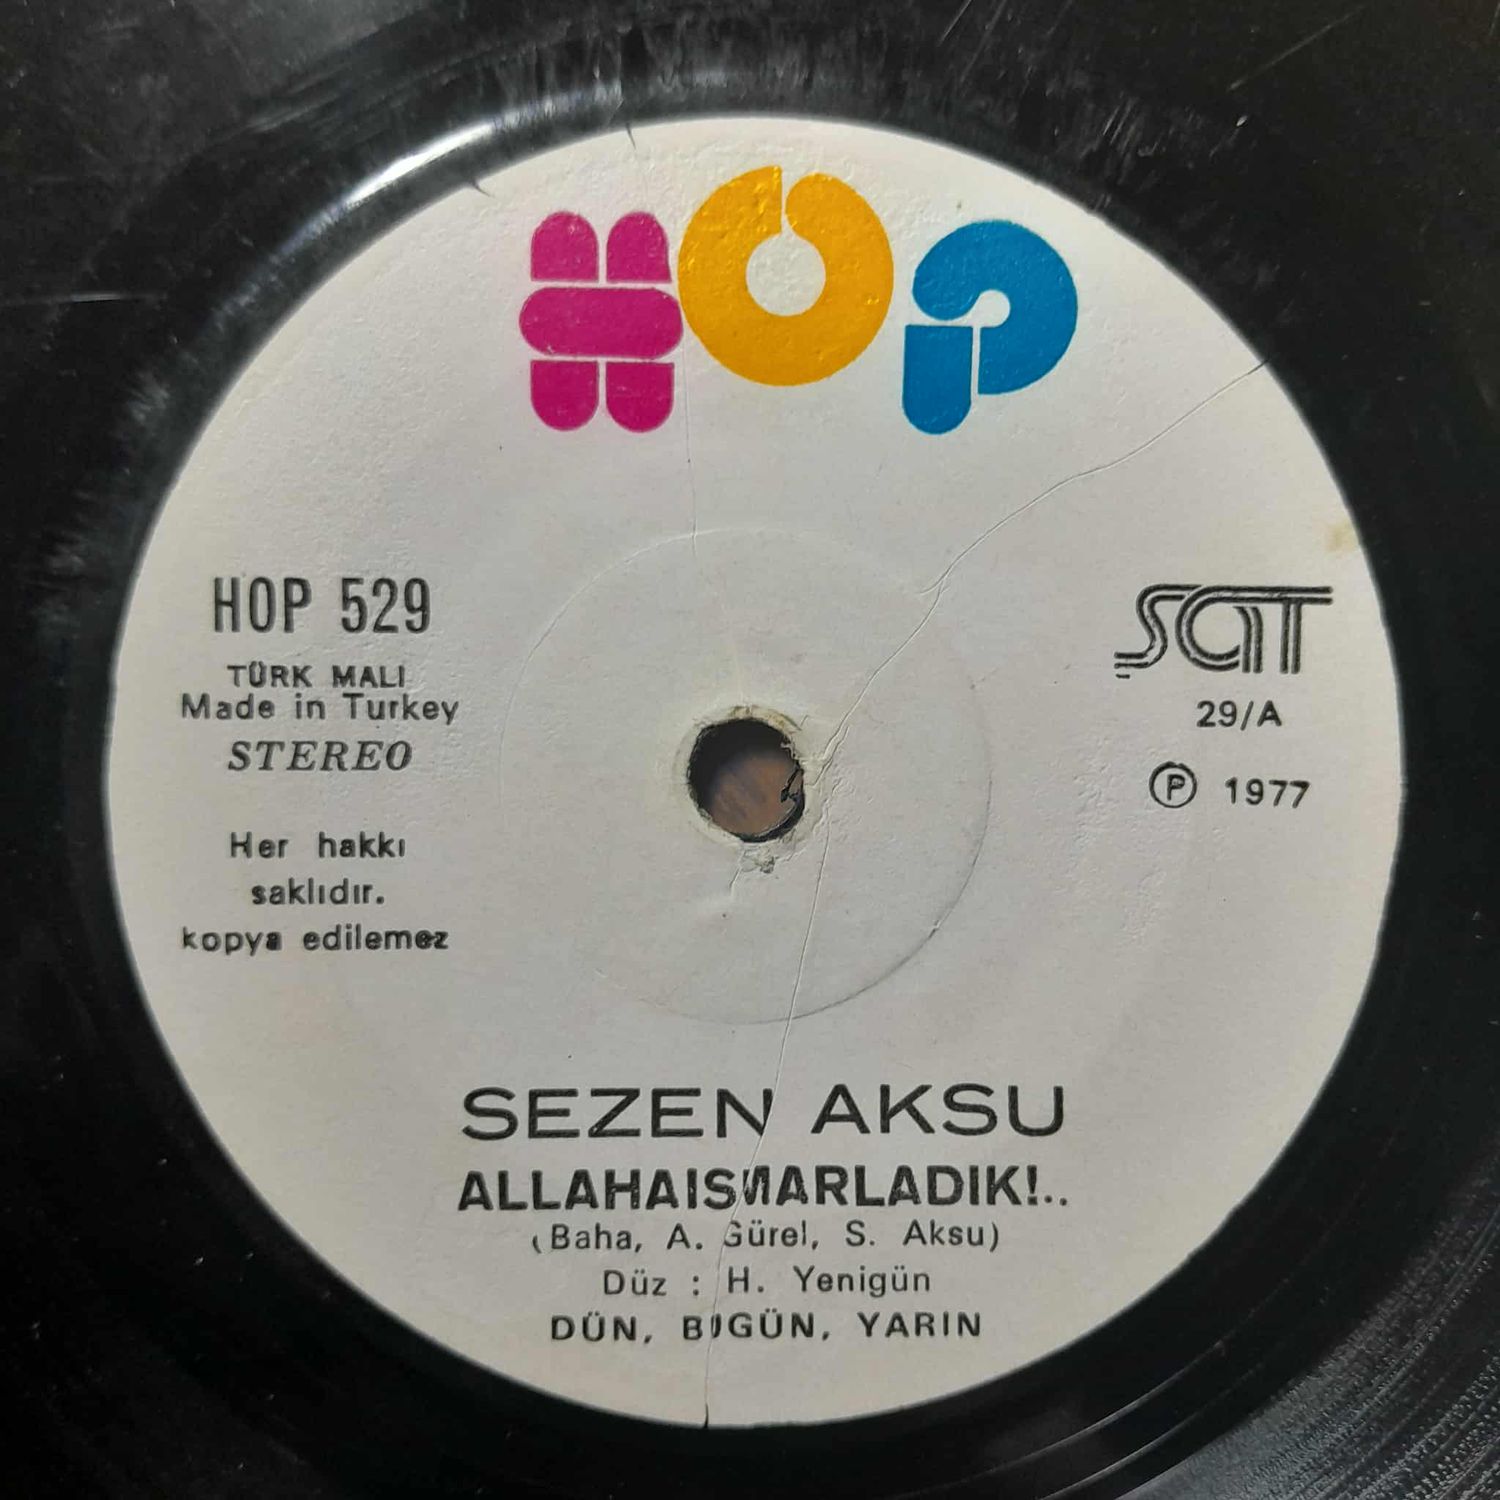 HOP
HOP 529
TÜRK MALI
Made in Turkey
STEREO
Her hakkı
saklıdır.
kopya edilemez
SAT
29/A
Ⓟ 1977
SEZEN AKSU
ALLAHAISMARLADIK!..
(Baha, A. Gürel, S. Aksu)
Düz : H. Yenigün
DÜN, BUGÜN, YARIN